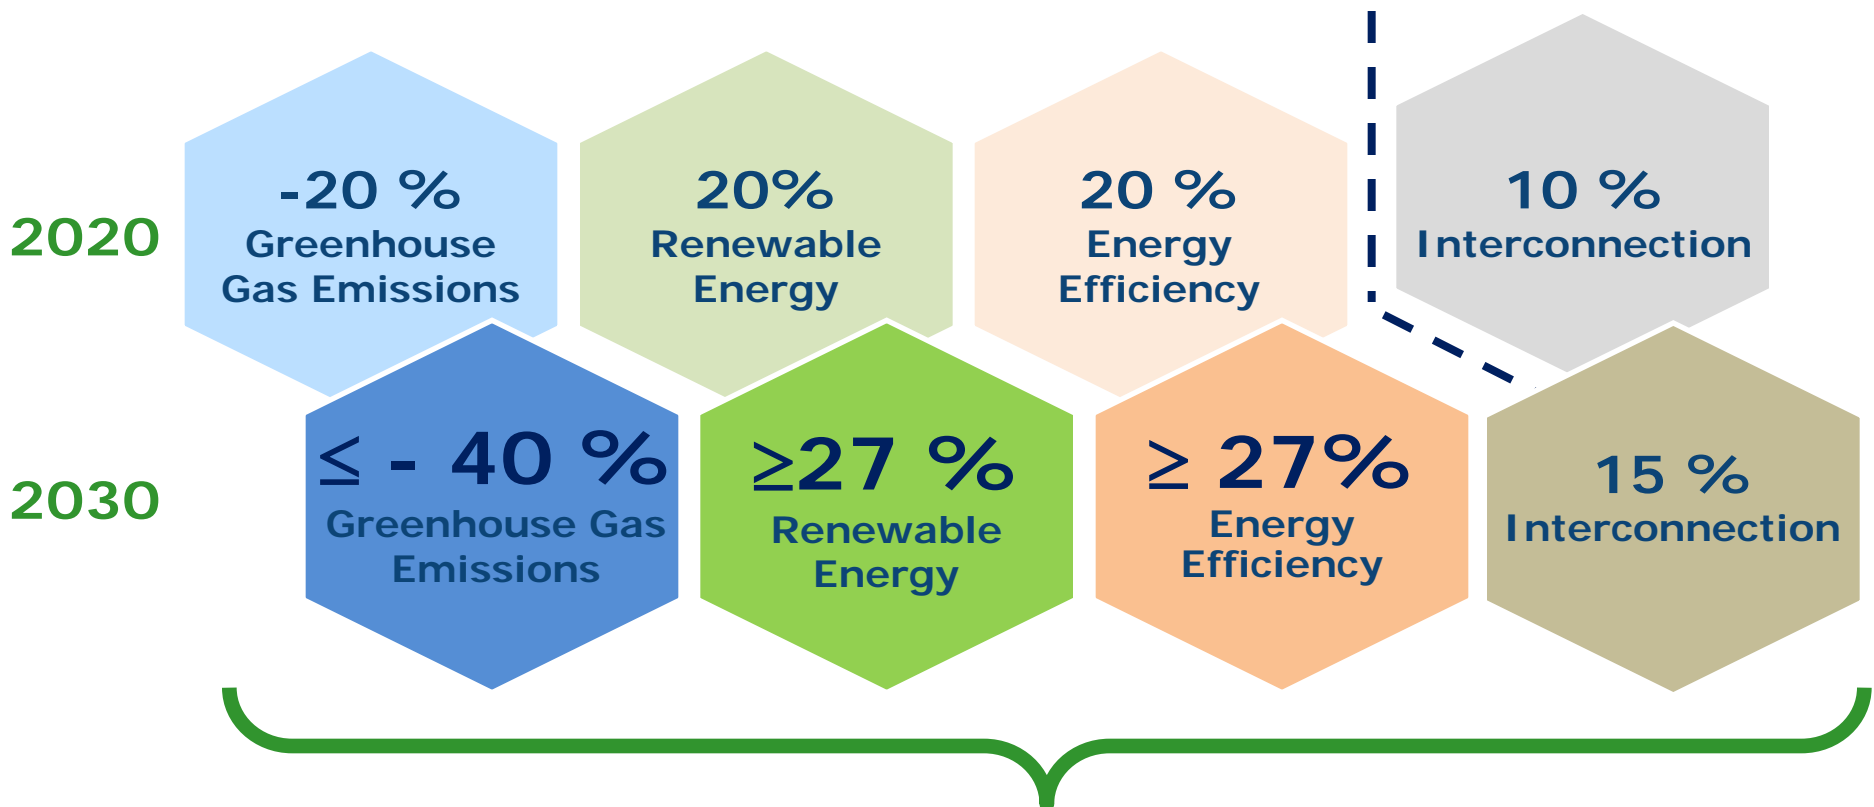 2020
-20 %
Greenhouse
Gas Emissions
20%
Renewable
Energy
20 %
Energy
Efficiency
10 %
Interconnection
2030
≤ - 40 %
Greenhouse Gas
Emissions
≥27 %
Renewable
Energy
≥ 27%
Energy
Efficiency
15 %
Interconnection